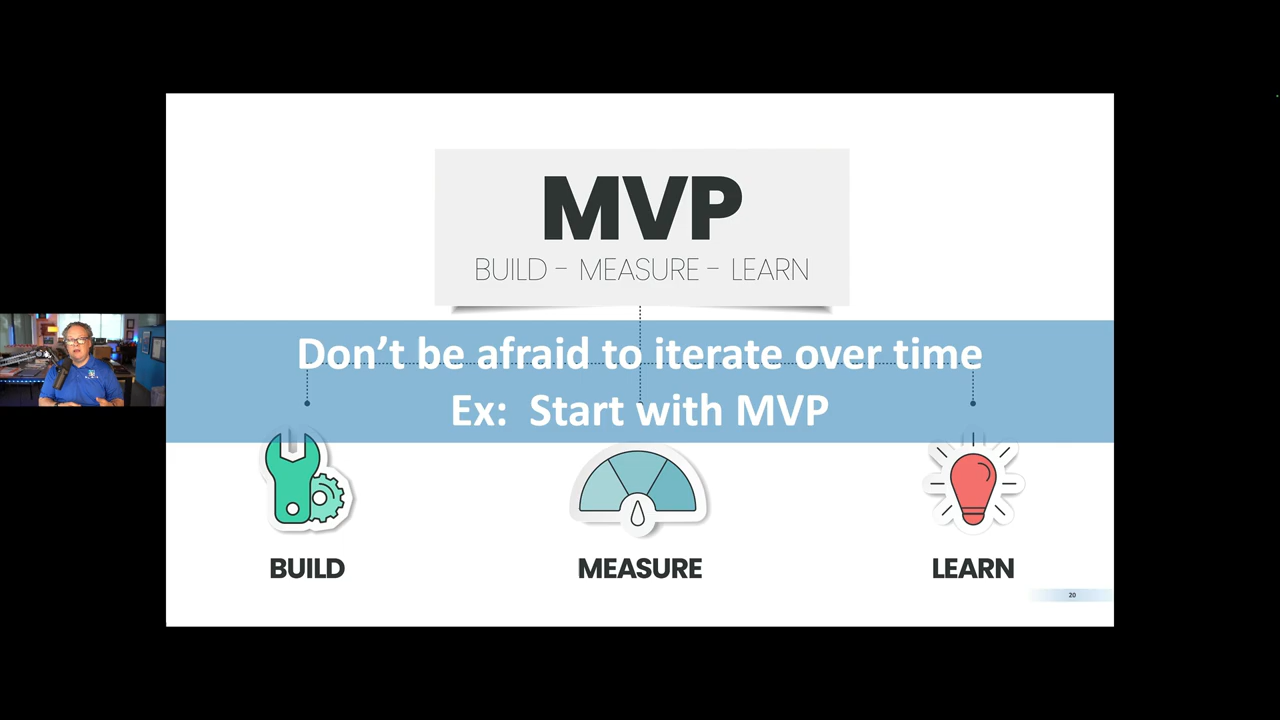 MVP
BUILD - MEASURE - LEARN
Don't be afraid to iterate over time
Ex: Start with MVP
BUILD
MEASURE
LEARN
20